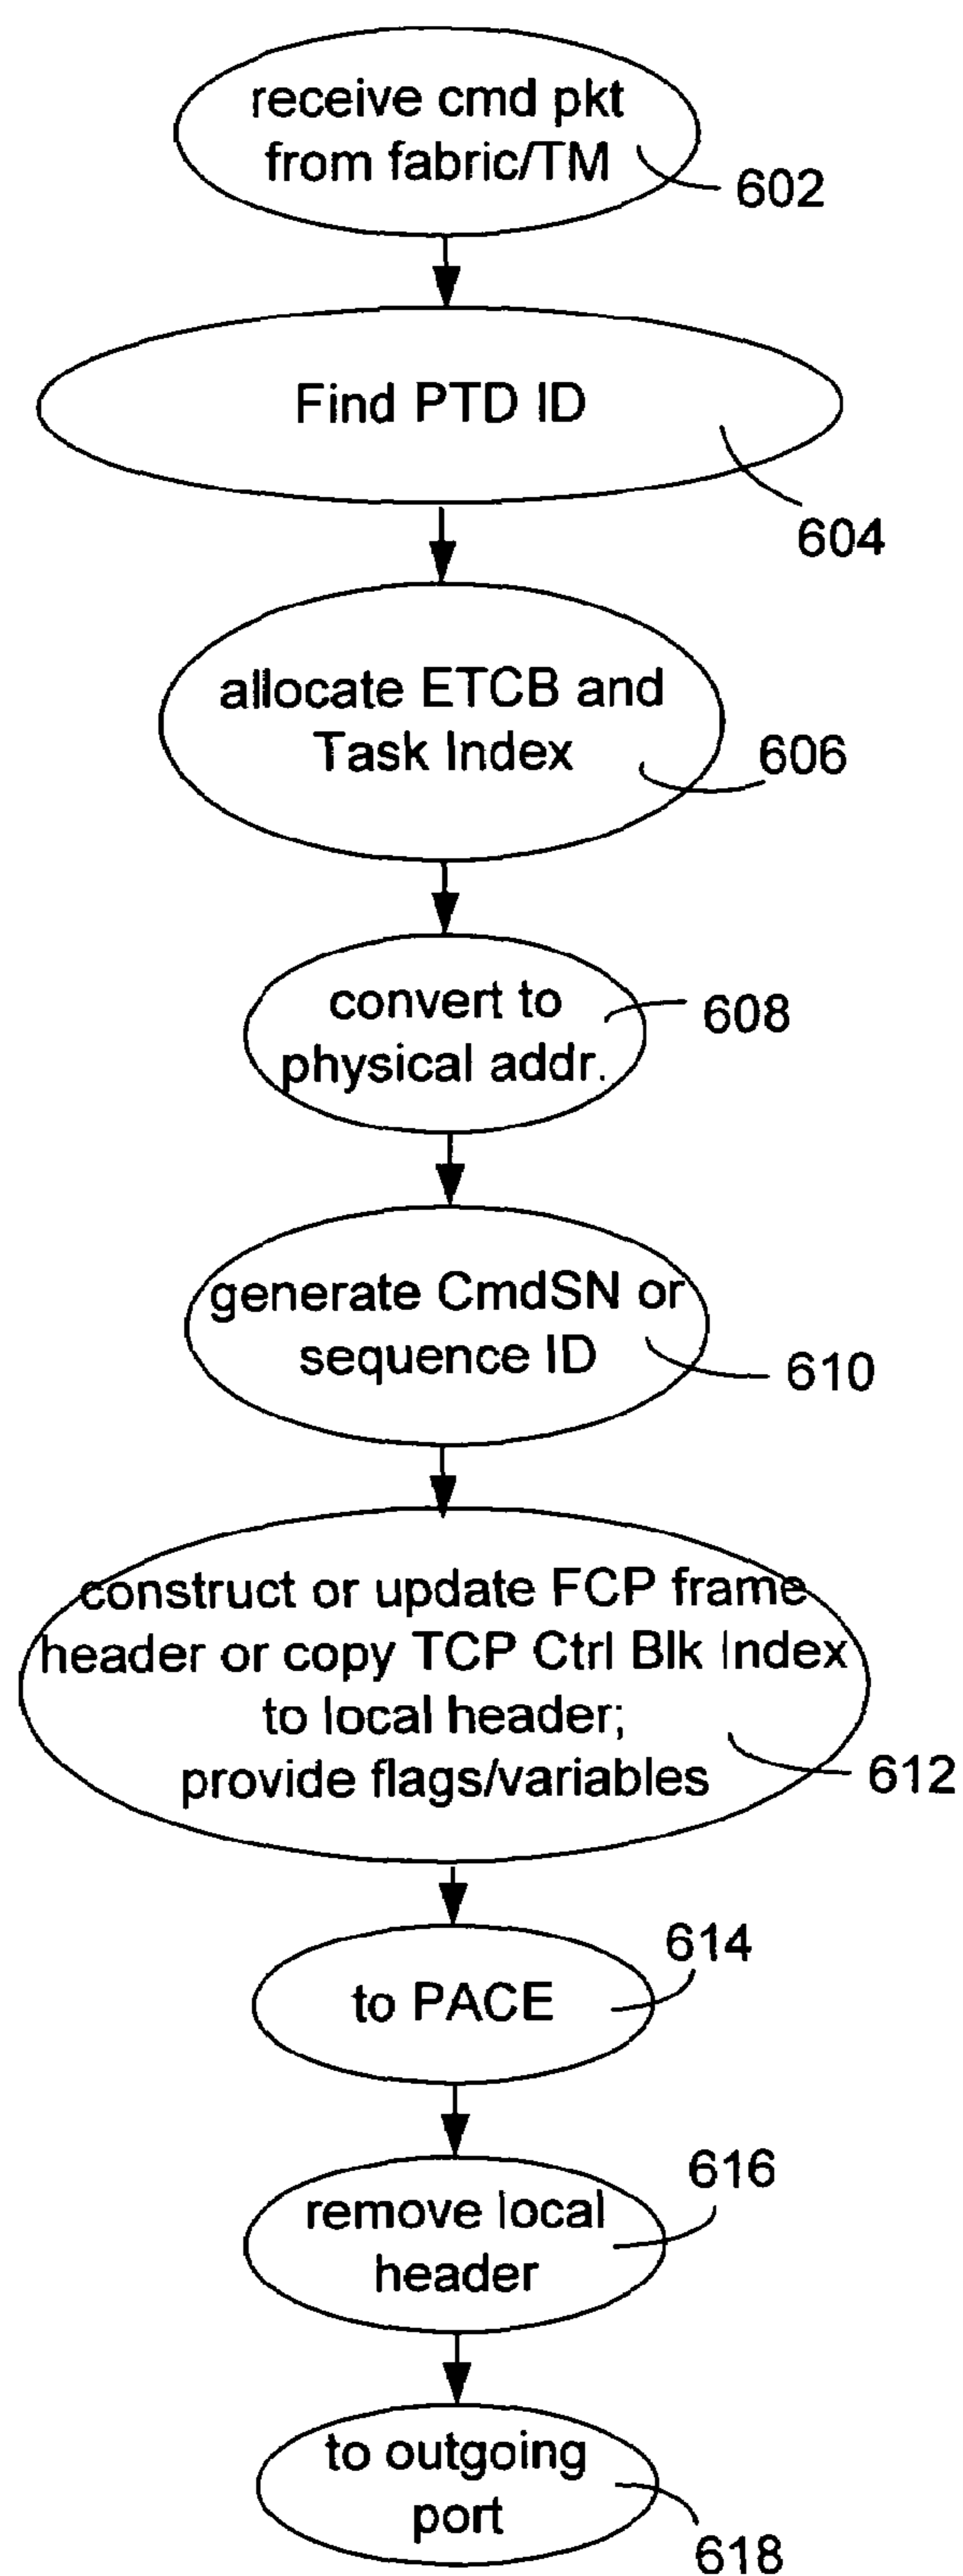 receive cmd pkt
from fabric/TM
602
Find PTD ID
604
allocate ETCB and
Task Index
606
convert to
physical addr.
608
generate CmdSN or
sequence ID
610
construct or update FCP frame
header or copy TCP Ctrl Blk Index
to local header;
provide flags/variables
612
to PACE
614
remove local
header
616
to outgoing
port
618